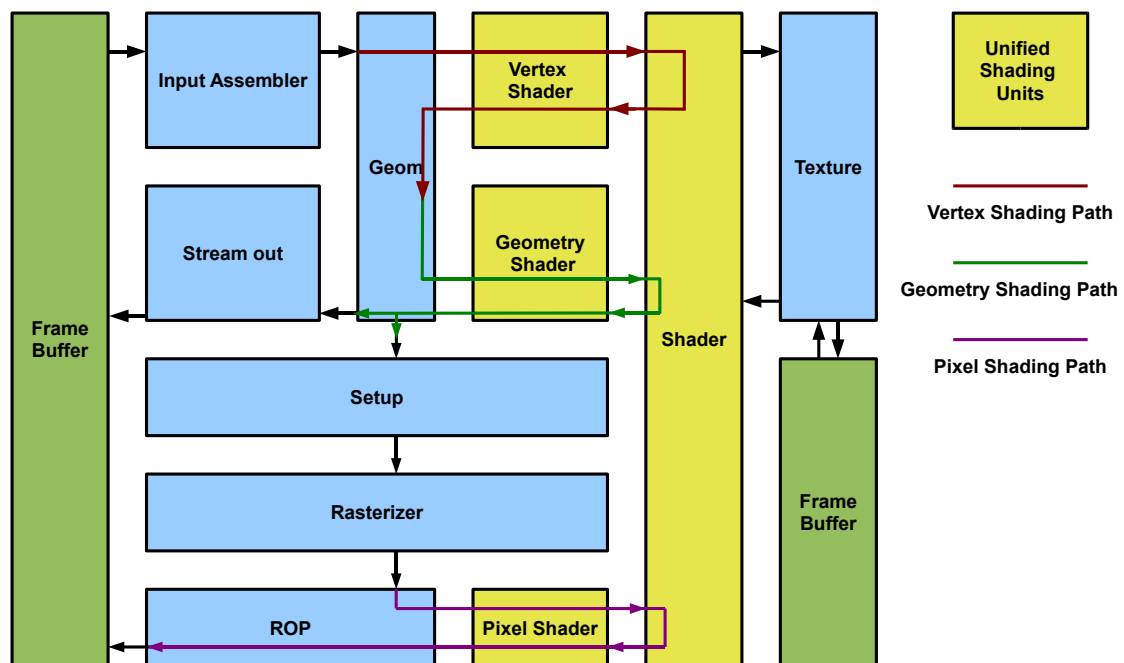 Input Assembler
Geom
Vertex
Shader
Texture
Unified
Shading
Units
Vertex Shading Path
Stream out
Geometry
Shader
Geometry Shading Path
Frame
Buffer
Shader
Pixel Shading Path
Setup
Rasterizer
Frame
Buffer
ROP
Pixel Shader